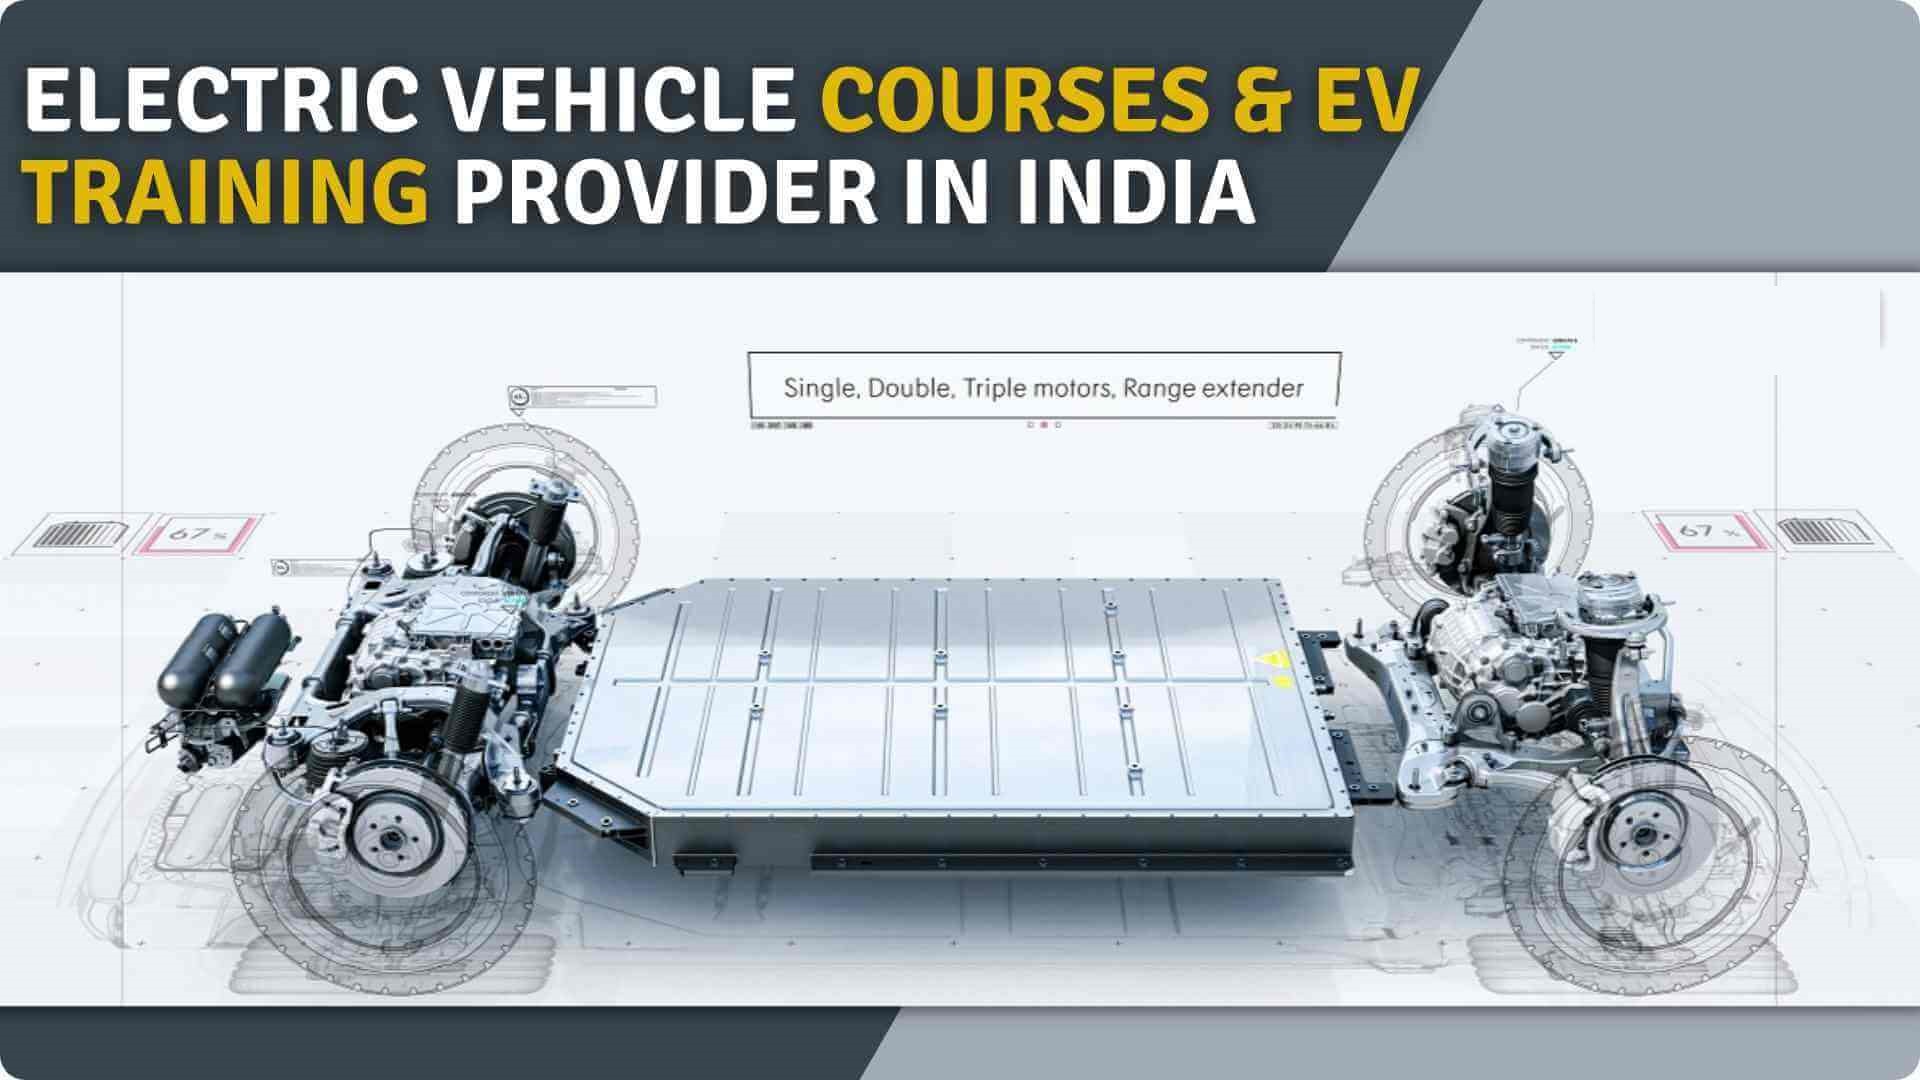 ELECTRIC VEHICLE COURSES & EV
TRAINING PROVIDER IN INDIA
Single, Double, Triple motors, Range extender
67 %
67 %